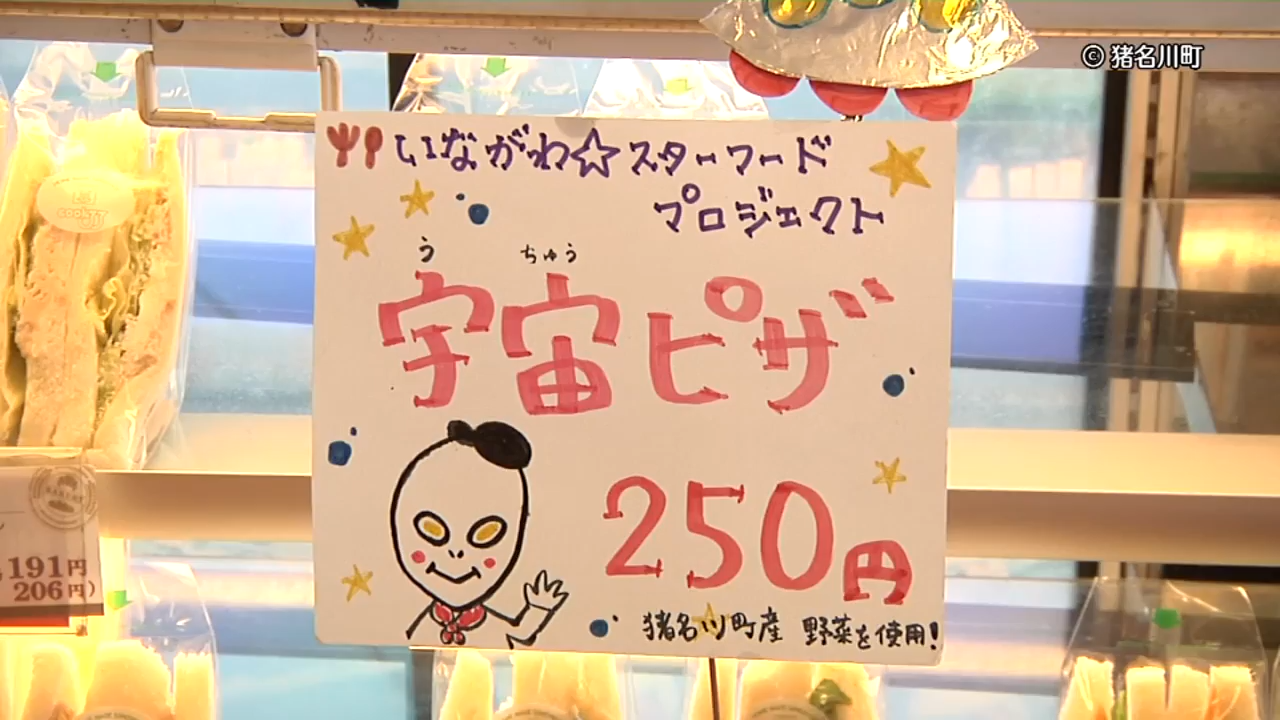 © 猪名川町
いながわ☆スターフード
プロジェクト
う ちゅう
宇宙ピザ
250円
猪名川町産 野菜を使用!
191円
206円)